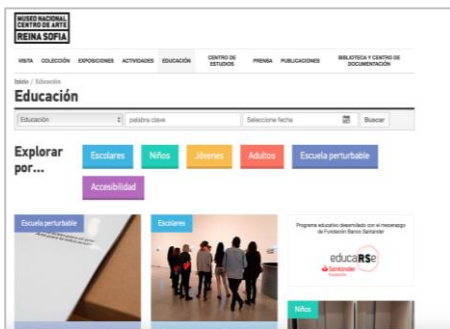 MUSEO NACIONAL
CENTRO DE ARTE
REINA SOFIA
VISITA COLECCIÓN EXPOSICIONES ACTIVIDADES EDUCACIÓN CENTRO DE ESTUDIOS PRENSA PUBLICACIONES BIBLIOTECA Y CENTRO DE DOCUMENTACIÓN
Inicio / Educación
Educación
Educación palabra clave Seleccione fecha Buscar
Explorar por...
Escolares Niños Jóvenes Adultos Escuela perturbable
Accesibilidad
Escuela perturbable
Escolares
Programa educativo desarrollado con el mecenazgo
de Fundación Banco Santander
educaRSe
Santander
Niños